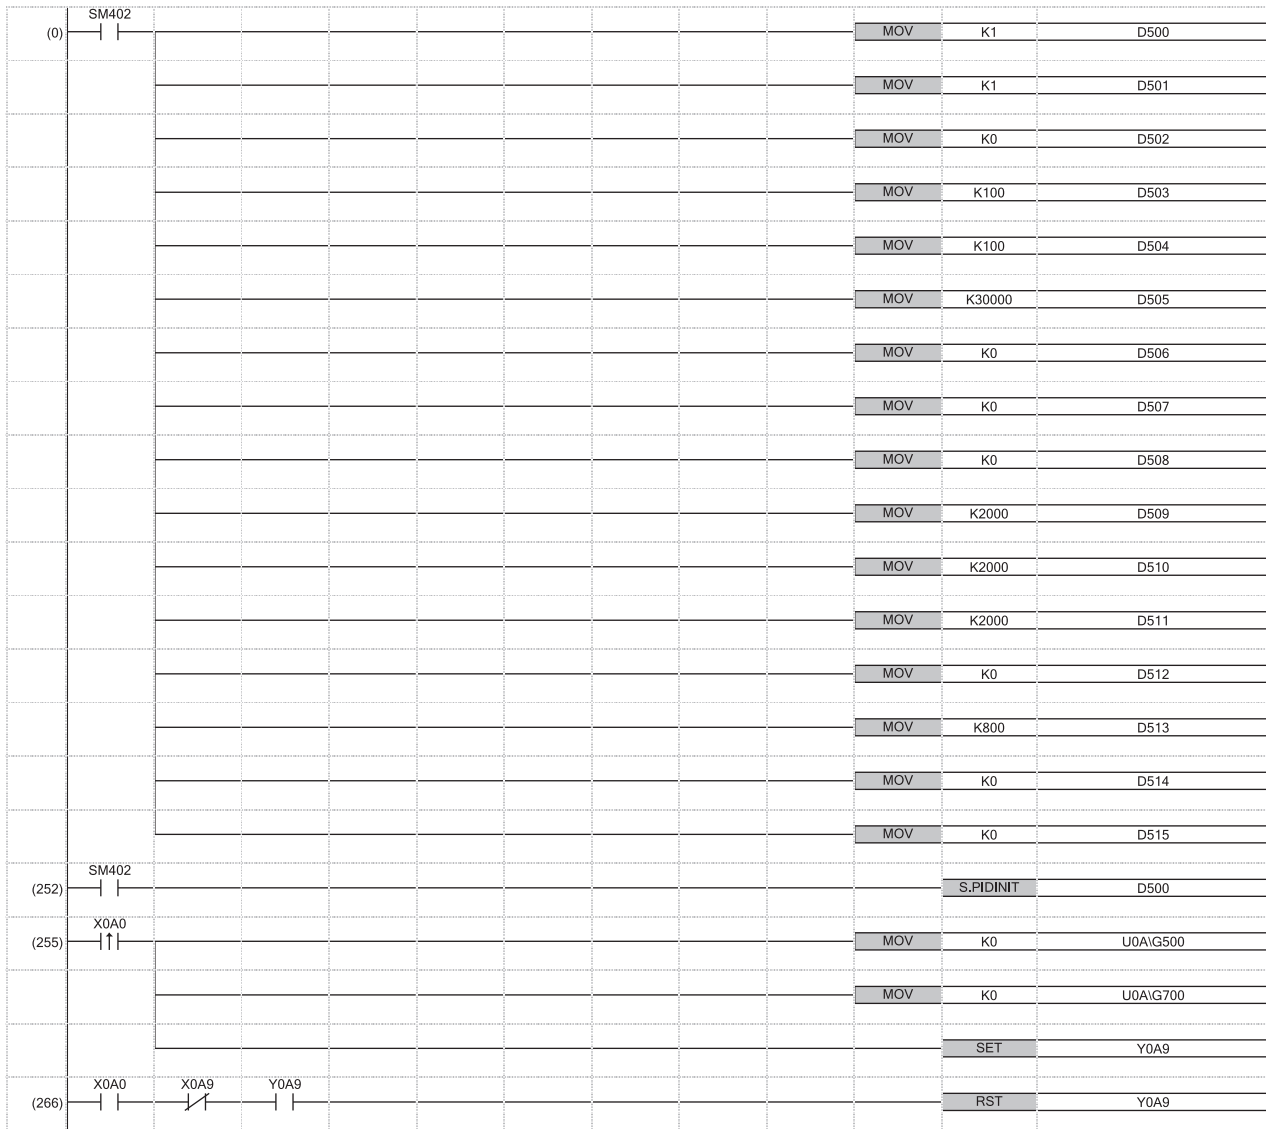 SM402
(0) MOV K1 D500
MOV K1 D501
MOV K0 D502
MOV K100 D503
MOV K100 D504
MOV K30000 D505
MOV K0 D506
MOV K0 D507
MOV K0 D508
MOV K2000 D509
MOV K2000 D510
MOV K2000 D511
MOV K0 D512
MOV K800 D513
MOV K0 D514
MOV K0 D515
SM402
(252) S.PIDINIT D500
X0A0
(255) MOV K0 U0A\G500
MOV K0 U0A\G700
SET Y0A9
X0A0 X0A9 Y0A9
(266) RST Y0A9